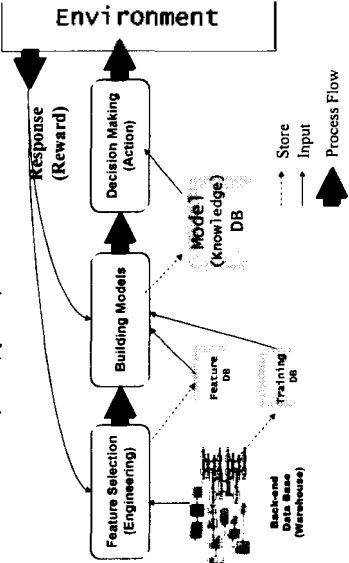 Environment
Response
(Reward)
Decision Making
(Action)
Building Models
Feature Selection
(Engineering)
Model
(Knowledge)
DB
Feature
DB
Training
DB
Back-end
Data Base
(Warehouse)
Store
Input
Process Flow